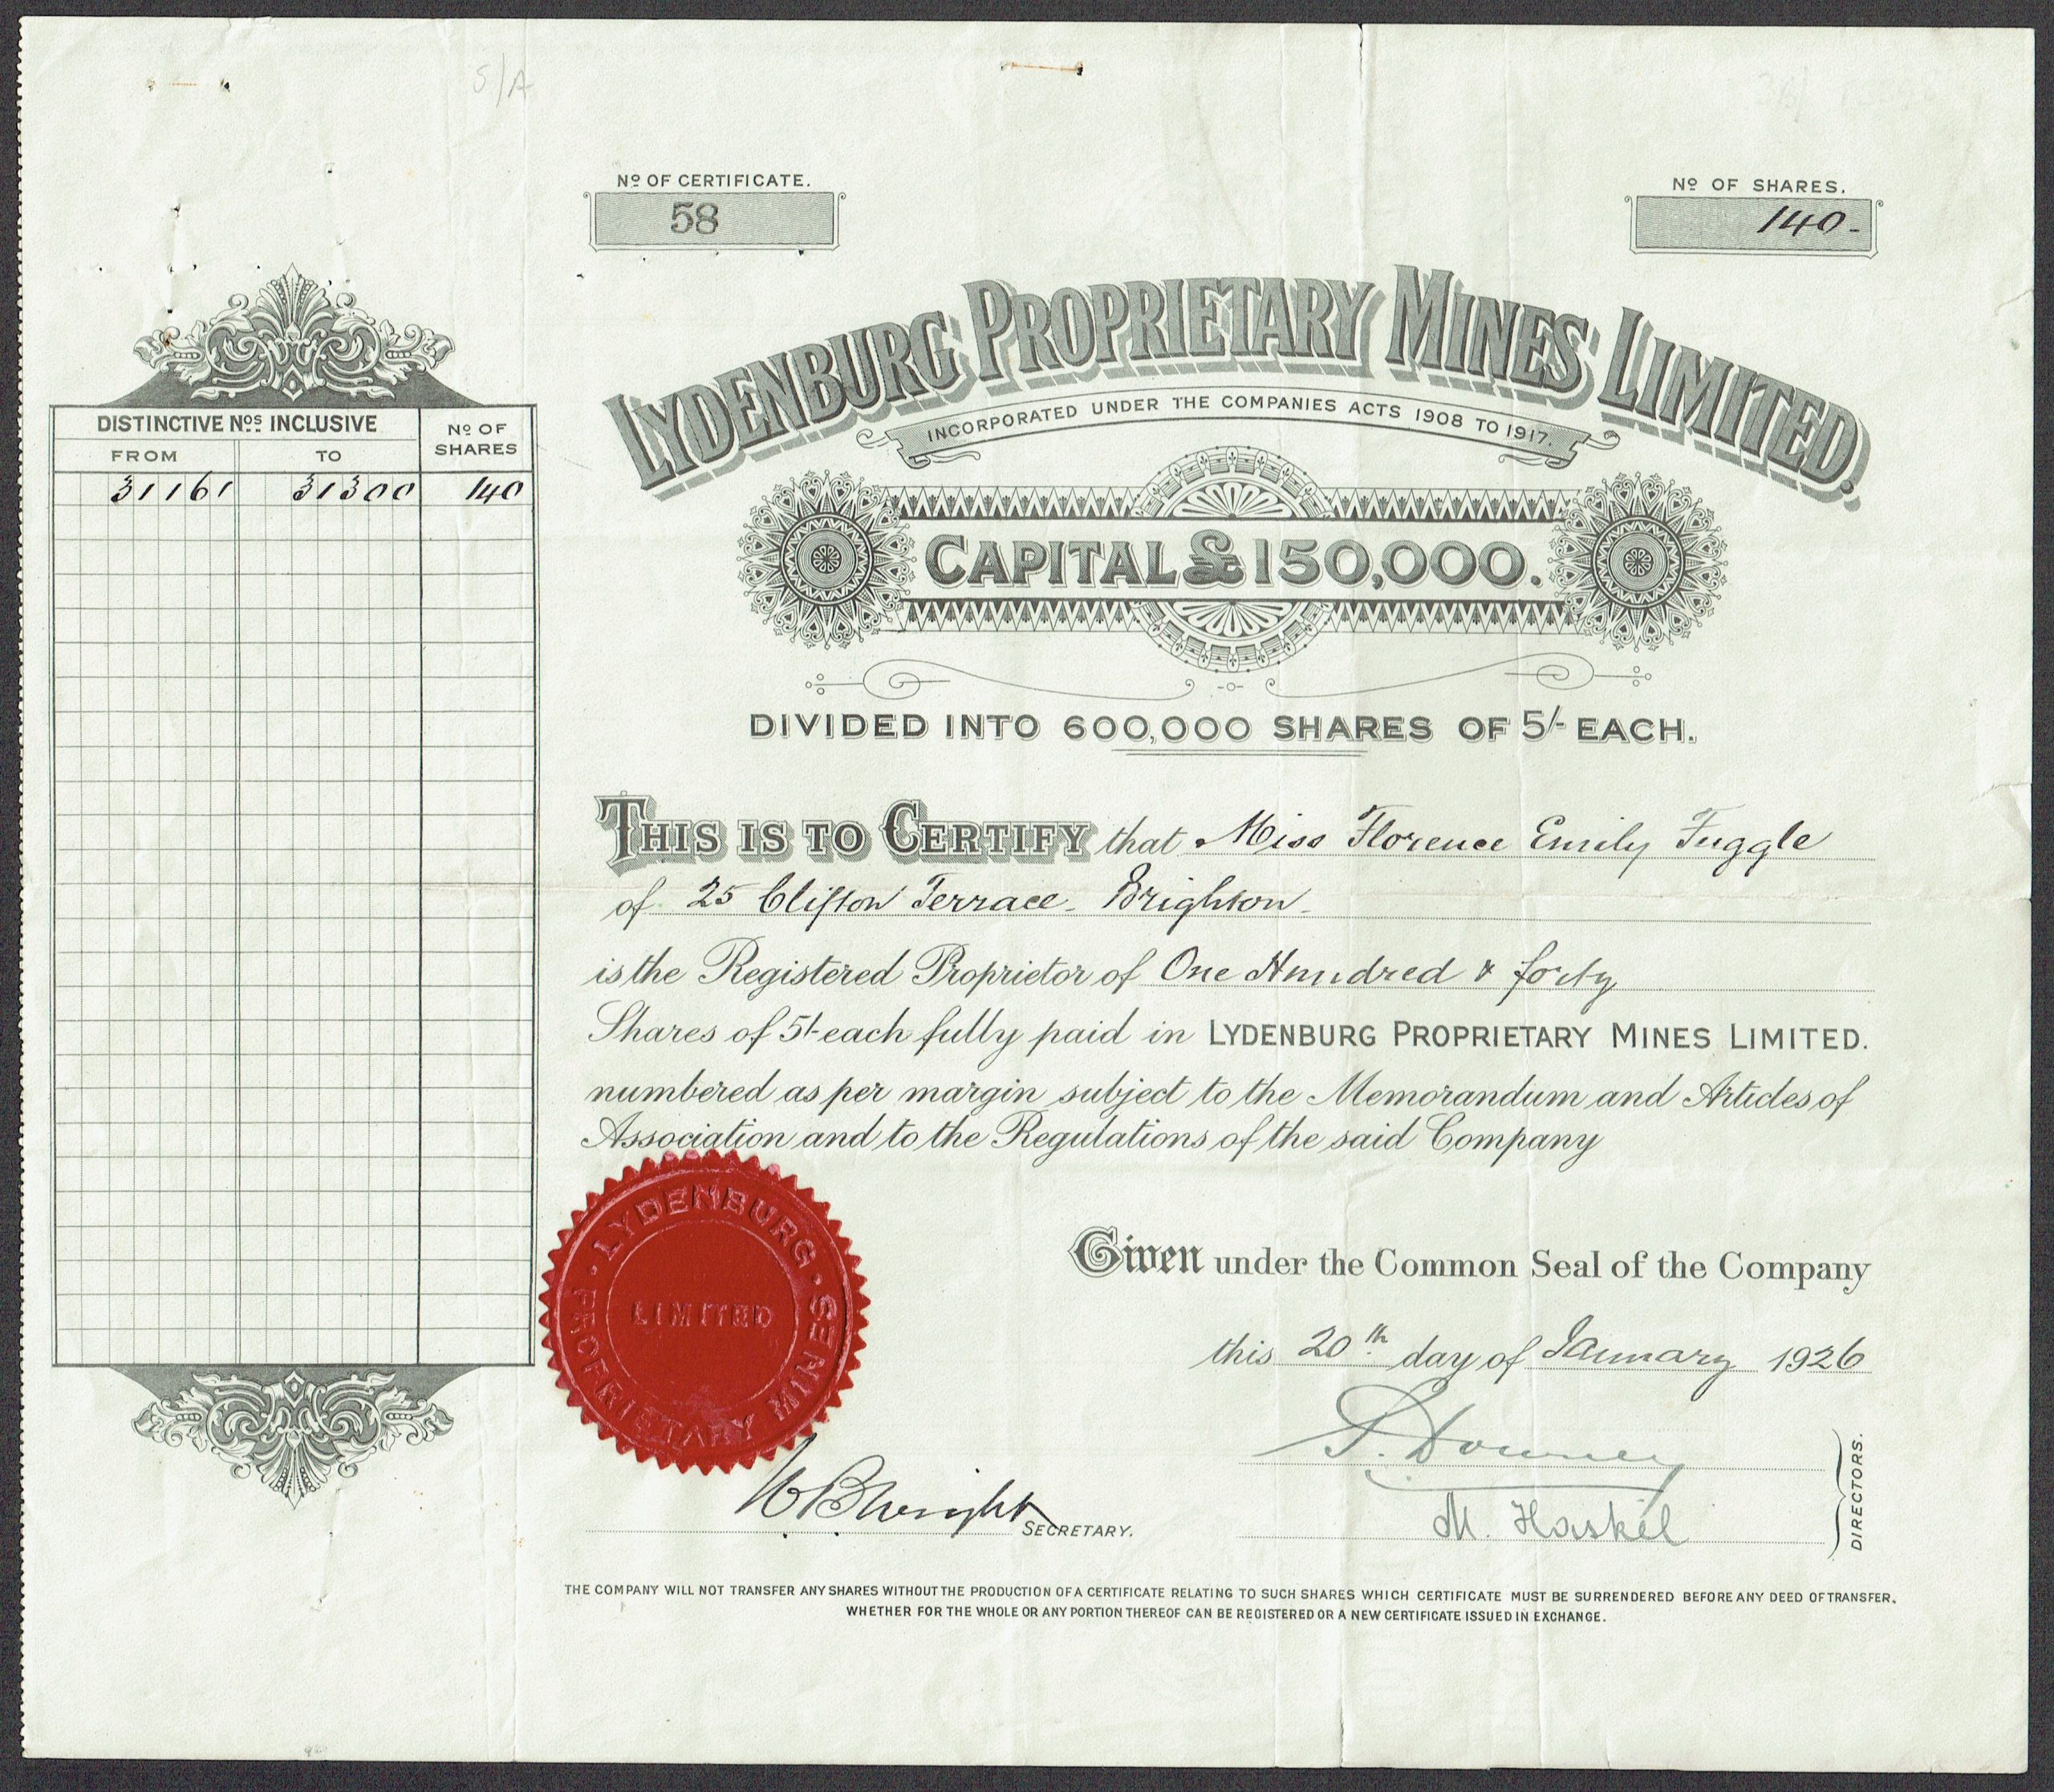 S/A
Nº OF CERTIFICATE.
58
Nº OF SHARES.
140-
LYDENBURG PROPRIETARY MINES LIMITED.
INCORPORATED UNDER THE COMPANIES ACTS 1908 TO 1917.
CAPITAL £150,000.
DIVIDED INTO 600,000 SHARES OF 5/- EACH.
DISTINCTIVE Nos. INCLUSIVE
Nº OF SHARES
FROM TO
31161 31300 140
THIS IS TO CERTIFY that Miss Florence Emily Fuggle
of 25 Clifton Terrace. Brighton.
is the Registered Proprietor of One Hundred & forty
Shares of 5/- each fully paid in LYDENBURG PROPRIETARY MINES LIMITED.
numbered as per margin subject to the Memorandum and Articles of
Association and to the Regulations of the said Company
Given under the Common Seal of the Company
this 20th day of January 1926
LYDENBURG · MINES · PROPRIETARY ·
LIMITED
Downey
M. Haskel
DIRECTORS.
W B Wright
SECRETARY.
THE COMPANY WILL NOT TRANSFER ANY SHARES WITHOUT THE PRODUCTION OF A CERTIFICATE RELATING TO SUCH SHARES WHICH CERTIFICATE MUST BE SURRENDERED BEFORE ANY DEED OF TRANSFER,
WHETHER FOR THE WHOLE OR ANY PORTION THEREOF CAN BE REGISTERED OR A NEW CERTIFICATE ISSUED IN EXCHANGE.